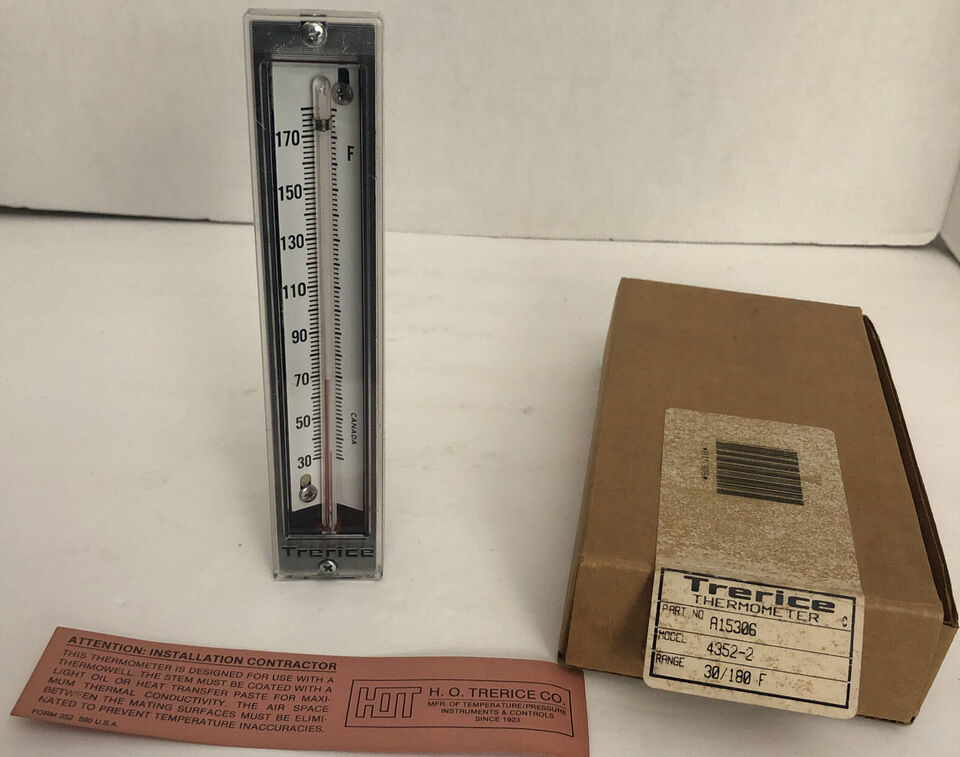 170
F
150
130
110
90
70
50
CANADA
30
Trerice
ATTENTION: INSTALLATION CONTRACTOR
THIS THERMOMETER IS DESIGNED FOR USE WITH A
THERMOWELL. THE STEM MUST BE COATED WITH A
LIGHT OIL OR HEAT TRANSFER PASTE FOR MAXI-
MUM THERMAL CONDUCTIVITY. THE AIR SPACE
BETWEEN THE MATING SURFACES MUST BE ELIMI-
NATED TO PREVENT TEMPERATURE INACCURACIES.
FORM 352 590 U.S.A.
HOT
H. O. TRERICE CO.
MFR. OF TEMPERATURE/PRESSURE
INSTRUMENTS & CONTROLS
SINCE 1923
Trerice
THERMOMETER C
PART NO A15306
MODEL 4352-2
RANGE 30/180 F